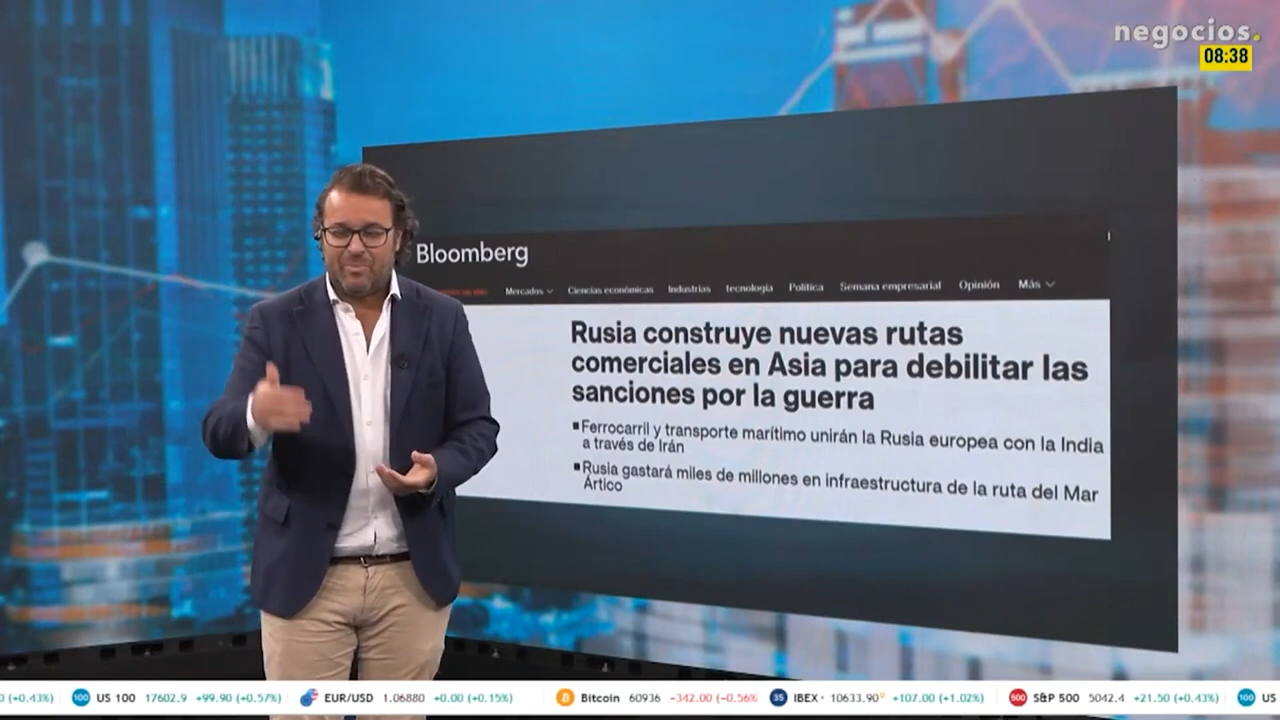 negocios.
08:38
Bloomberg
Mercados
Ciencias económicas
Industrias
tecnología
Política
Semana empresarial
Opinión
Más
Rusia construye nuevas rutas
comerciales en Asia para debilitar las
sanciones por la guerra
Ferrocarril y transporte marítimo unirán la Rusia europea con la India
a través de Irán
Rusia gastará miles de millones en infraestructura de la ruta del Mar
Ártico
0 (+0.43%) 100 US 100 17602.9 +99.90 (+0.57%) EUR/USD 1.06880 +0.00 (+0.15%) Bitcoin 60936 -342.00 (-0.56% 35 IBEX 10633.90 +107.00 (+1.02%) 500 S&P 500 5042.4 +21.50 (+0.43%) 100 US